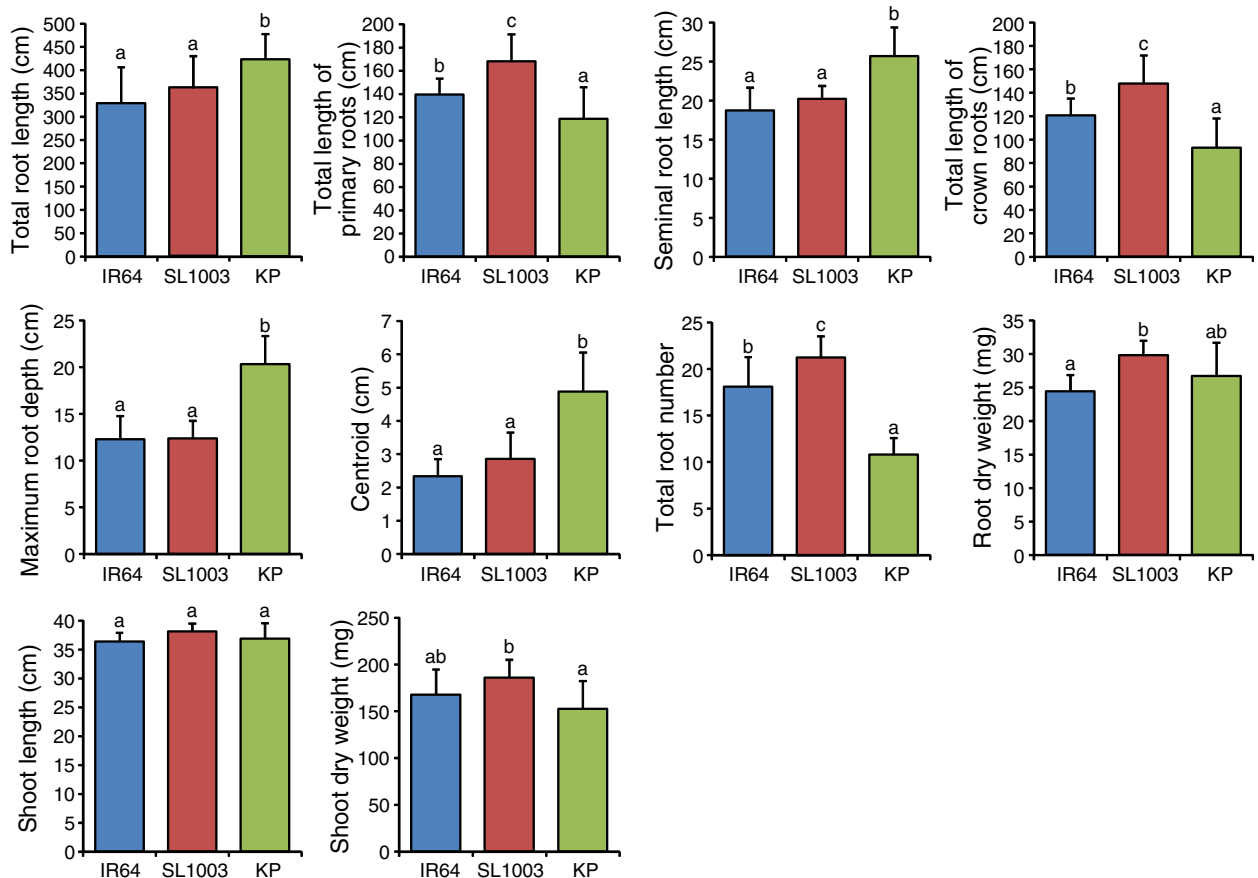 Total root length (cm)
500
450
400
350
300
250
200
150
100
50
0
a
a
b
IR64
SL1003
KP
Total length of
primary roots (cm)
200
180
160
140
120
100
80
60
40
20
0
b
c
a
IR64
SL1003
KP
Seminal root length (cm)
30
25
20
15
10
5
0
a
a
b
IR64
SL1003
KP
Total length of
crown roots (cm)
200
180
160
140
120
100
80
60
40
20
0
b
c
a
IR64
SL1003
KP
Maximum root depth (cm)
25
20
15
10
5
0
a
a
b
IR64
SL1003
KP
Centroid (cm)
7
6
5
4
3
2
1
0
a
a
b
IR64
SL1003
KP
Total root number
25
20
15
10
5
0
b
c
a
IR64
SL1003
KP
Root dry weight (mg)
35
30
25
20
15
10
5
0
a
b
ab
IR64
SL1003
KP
Shoot length (cm)
40
35
30
25
20
15
10
5
0
a
a
a
IR64
SL1003
KP
Shoot dry weight (mg)
250
200
150
100
50
0
ab
b
a
IR64
SL1003
KP